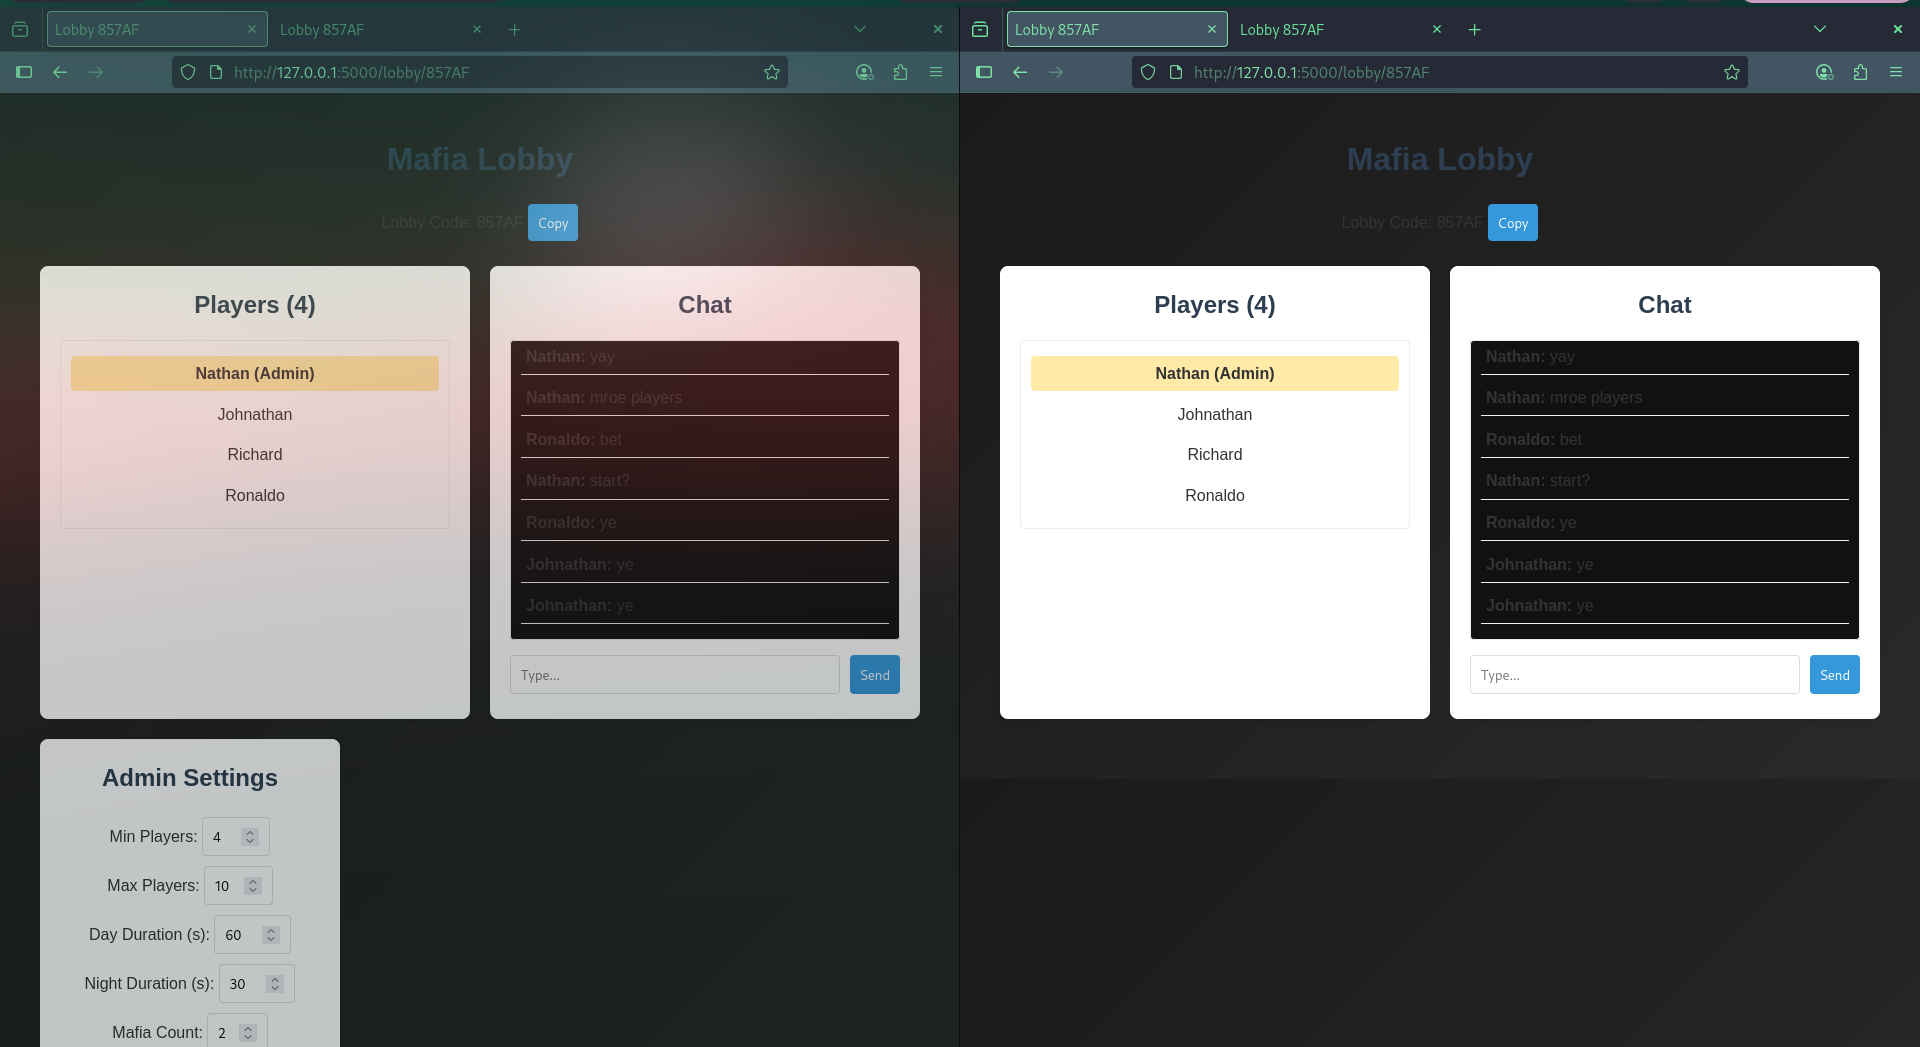 Lobby 857AF
Lobby 857AF
http://127.0.0.1:5000/lobby/857AF
Mafia Lobby
Lobby Code: 857AF Copy
Players (4)
Nathan (Admin)
Johnathan
Richard
Ronaldo
Chat
Nathan: yay
Nathan: mroe players
Ronaldo: bet
Nathan: start?
Ronaldo: ye
Johnathan: ye
Johnathan: ye
Type...
Send
Admin Settings
Min Players: 4
Max Players: 10
Day Duration (s): 60
Night Duration (s): 30
Mafia Count: 2
Lobby 857AF
Lobby 857AF
http://127.0.0.1:5000/lobby/857AF
Mafia Lobby
Lobby Code: 857AF Copy
Players (4)
Nathan (Admin)
Johnathan
Richard
Ronaldo
Chat
Nathan: yay
Nathan: mroe players
Ronaldo: bet
Nathan: start?
Ronaldo: ye
Johnathan: ye
Johnathan: ye
Type...
Send